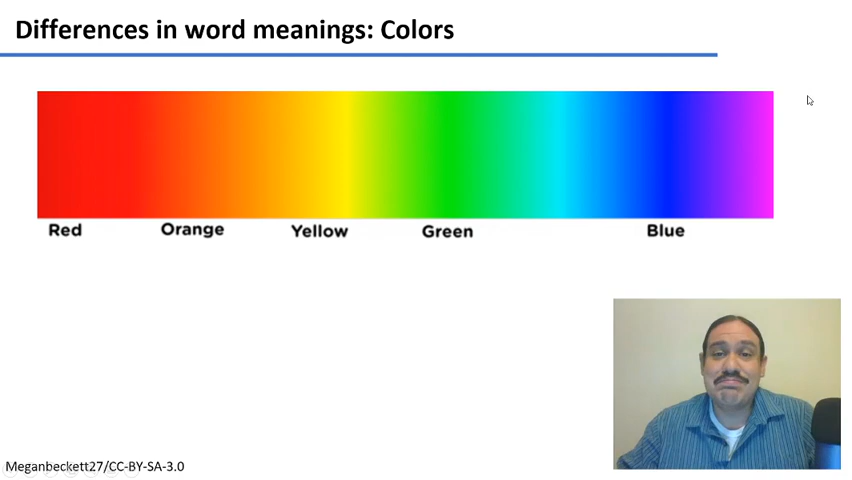 Differences in word meanings: Colors
Red Orange Yellow Green Blue
Meganbeckett27/CC-BY-SA-3.0